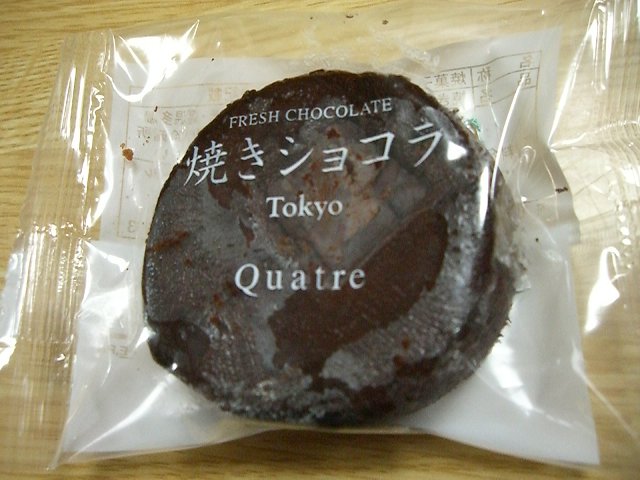 FRESH CHOCOLATE
焼きショコラ
Tokyo
Quatre